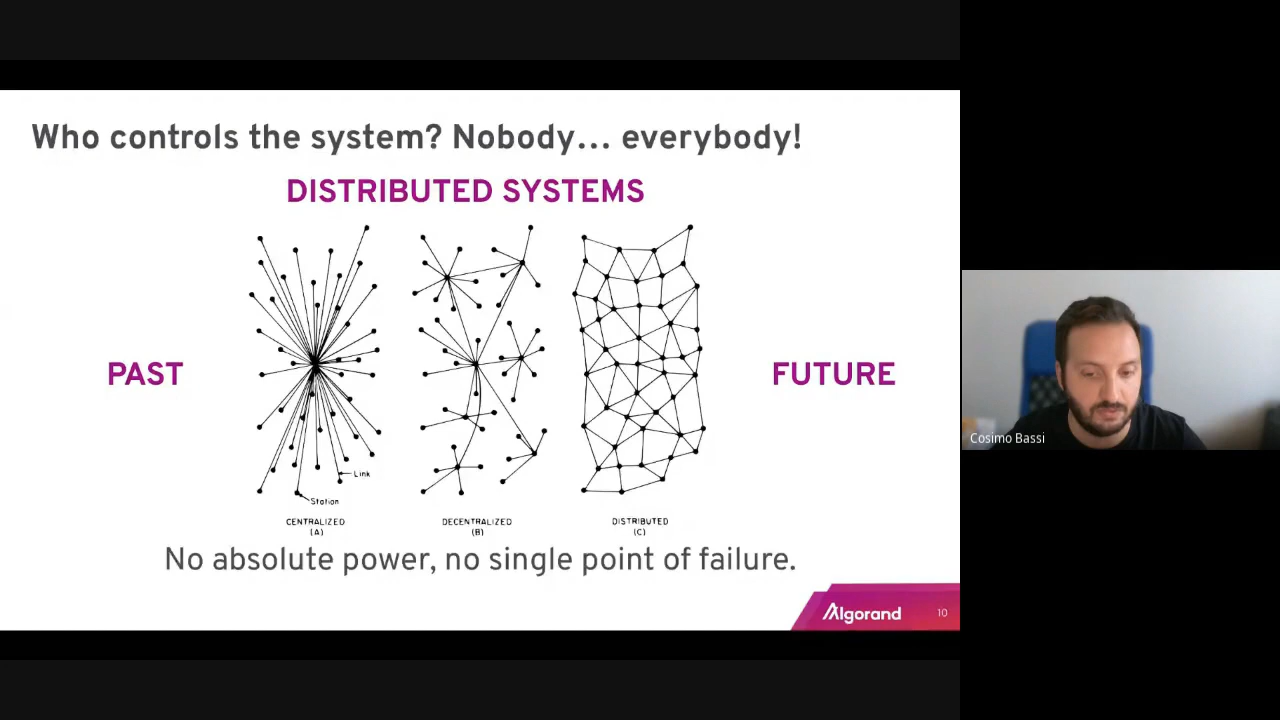 Who controls the system? Nobody... everybody!
DISTRIBUTED SYSTEMS
PAST
FUTURE
Link
Station
CENTRALIZED
(A)
DECENTRALIZED
(B)
DISTRIBUTED
(C)
No absolute power, no single point of failure.
Algorand
10
Cosimo Bassi